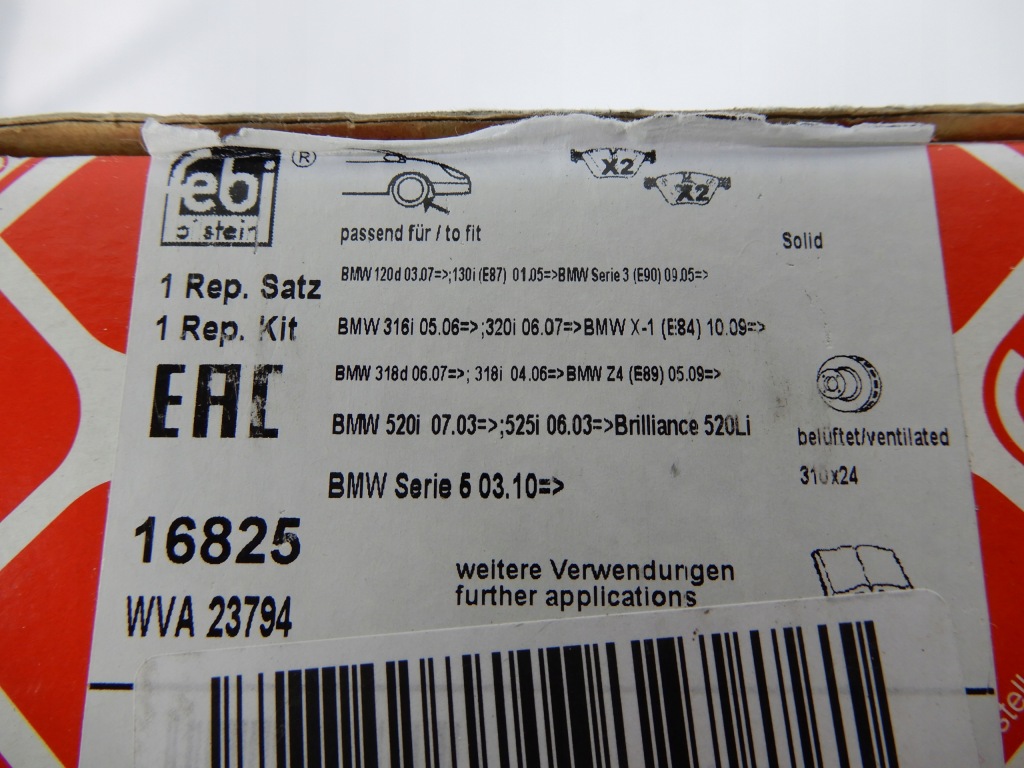 febi ®
bilstein
X2
X2
passend für / to fit
Solid
1 Rep. Satz
1 Rep. Kit
EAC
BMW 120d 03.07=>;130i (E87) 01.05=>BMW Serie 3 (E90) 09.05=>
BMW 316i 05.06=>;320i 06.07=>BMW X-1 (E84) 10.09=>
BMW 318d 06.07=>; 318i 04.06=>BMW Z4 (E89) 05.09=>
BMW 520i 07.03=>;525i 06.03=>Brilliance 520Li
BMW Serie 5 03.10=>
belüftet/ventilated
310x24
16825
WVA 23794
weitere Verwendungen
further applications